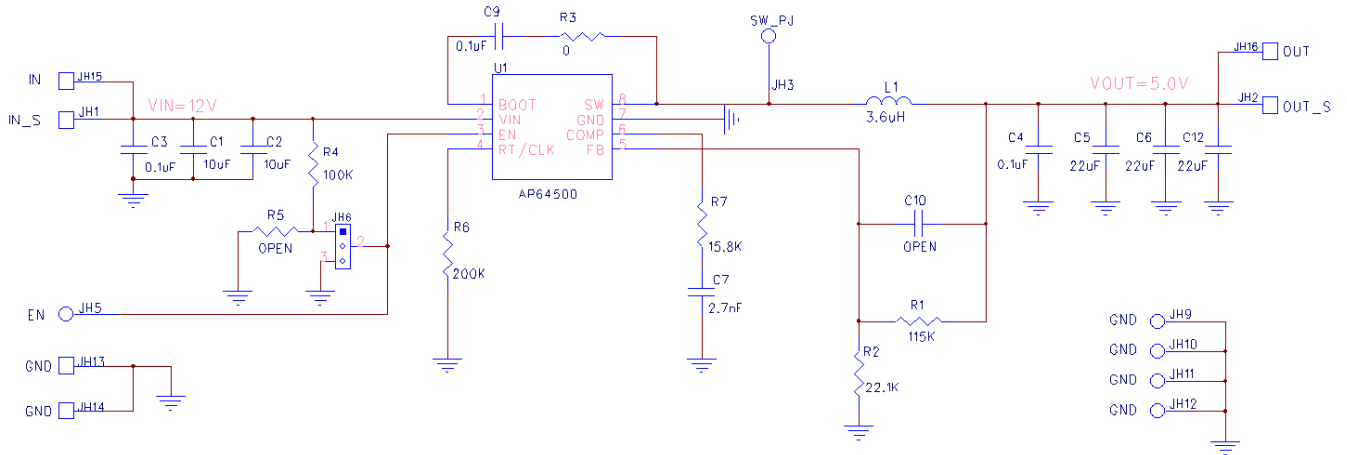 C9
0.1uF
R3
0
SW_PJ
JH3
IN
JH15
IN_S
JH1
VIN=12V
C3
0.1uF
C1
10uF
C2
10uF
R4
100K
R5
OPEN
JH6
1
2
3
U1
1 BOOT
2 VIN
3 EN
4 RT/CLK
SW 8
GND 7
COMP 6
FB 5
AP64500
R6
200K
R7
15.8K
C7
2.7nF
L1
3.6uH
C10
OPEN
R1
115K
R2
22.1K
VOUT=5.0V
JH16
OUT
JH2
OUT_S
C4
0.1uF
C5
22uF
C6
22uF
C12
22uF
EN
JH5
GND
JH13
GND
JH14
GND
JH9
GND
JH10
GND
JH11
GND
JH12